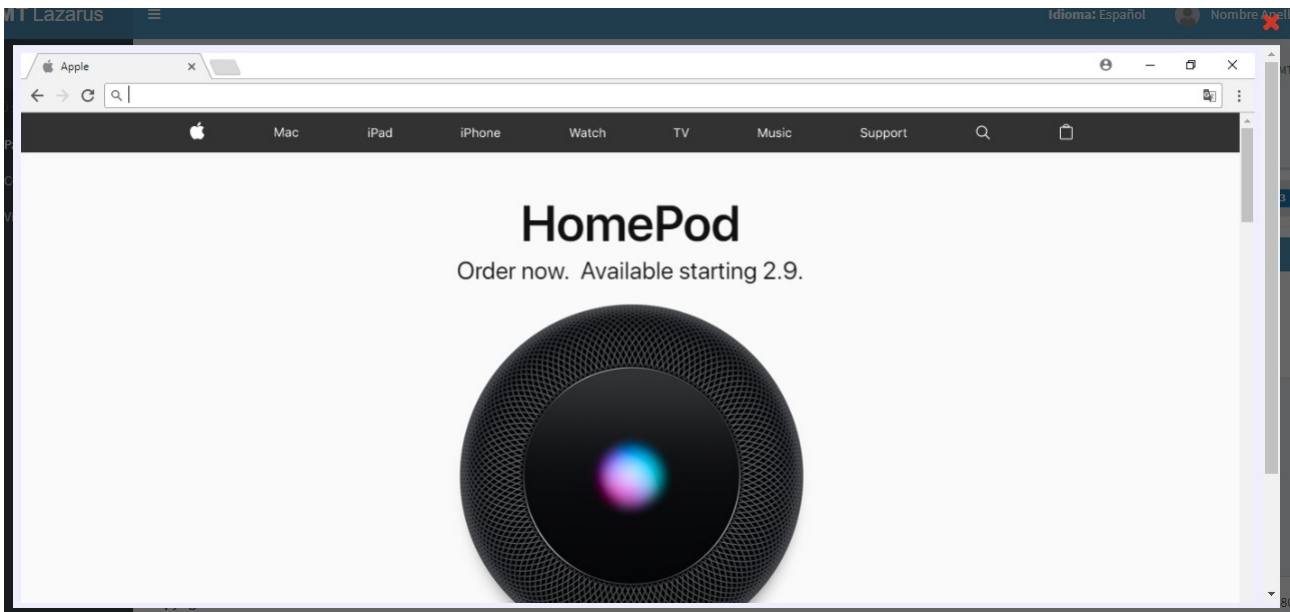 MT Lazarus
Idioma: Español
Nombre
Apple
Mac iPad iPhone Watch TV Music Support
HomePod
Order now. Available starting 2.9.